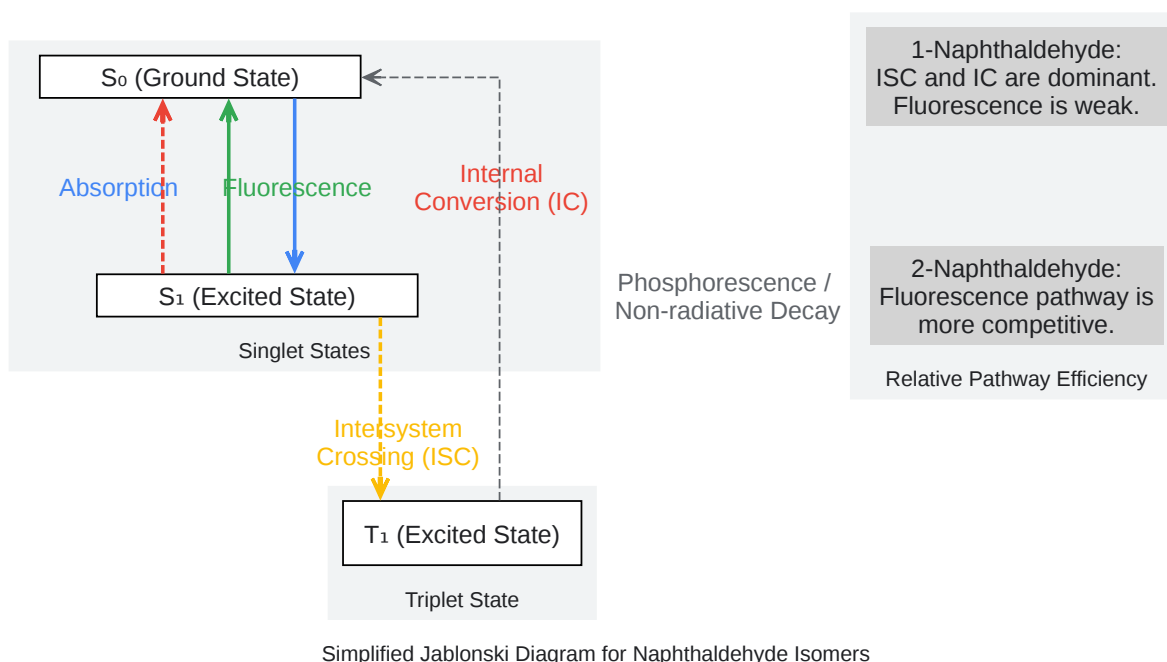 S₀ (Ground State)
Absorption
Fluorescence
Internal
Conversion (IC)
S₁ (Excited State)
Singlet States
Phosphorescence /
Non-radiative Decay
Intersystem
Crossing (ISC)
T₁ (Excited State)
Triplet State
1-Naphthaldehyde:
ISC and IC are dominant.
Fluorescence is weak.
2-Naphthaldehyde:
Fluorescence pathway is
more competitive.
Relative Pathway Efficiency
Simplified Jablonski Diagram for Naphthaldehyde Isomers